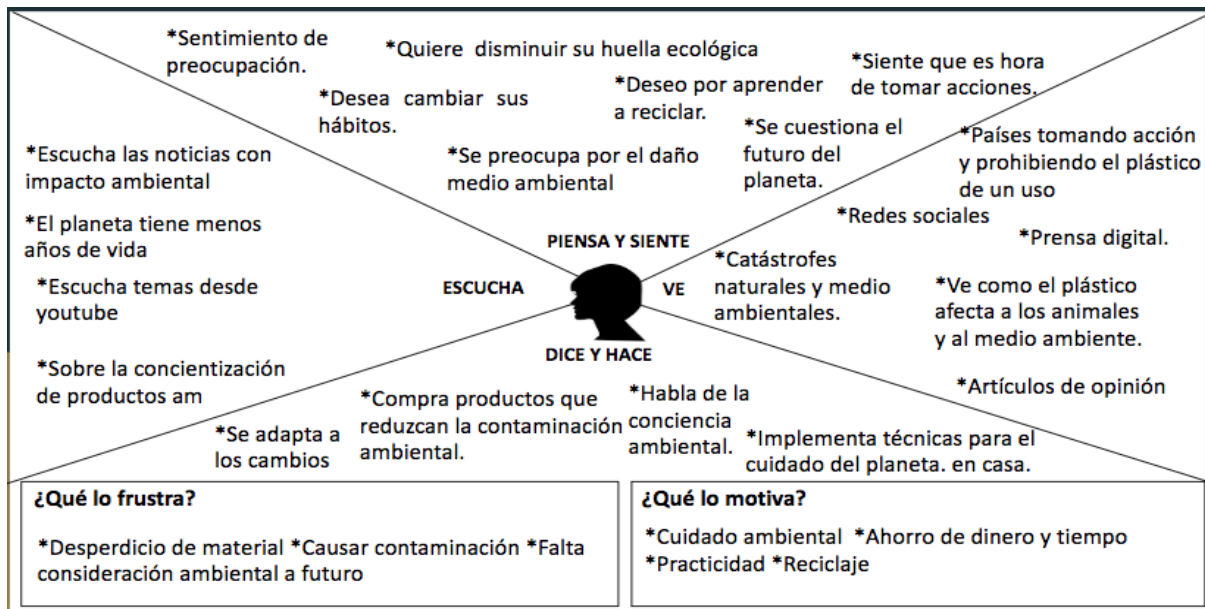 *Sentimiento de
preocupación.
*Quiere disminuir su huella ecológica
*Desea cambiar sus
hábitos.
*Deseo por aprender
a reciclar.
*Siente que es hora
de tomar acciones.
*Se preocupa por el daño
medio ambiental
*Se cuestiona el
futuro del
planeta.
PIENSA Y SIENTE
*Escucha las noticias con
impacto ambiental
*El planeta tiene menos
años de vida
*Escucha temas desde
youtube
*Sobre la concientización
de productos am
ESCUCHA
VE
*Países tomando acción
y prohibiendo el plástico
de un uso
*Redes sociales
*Prensa digital.
*Catástrofes
naturales y medio
ambientales.
*Ve como el plástico
afecta a los animales
y al medio ambiente.
*Artículos de opinión
DICE Y HACE
*Se adapta a
los cambios
*Compra productos que
reduzcan la contaminación
ambiental.
*Habla de la
conciencia
ambiental.
*Implementa técnicas para el
cuidado del planeta. en casa.
¿Qué lo frustra?
*Desperdicio de material *Causar contaminación *Falta
consideración ambiental a futuro
¿Qué lo motiva?
*Cuidado ambiental *Ahorro de dinero y tiempo
*Practicidad *Reciclaje